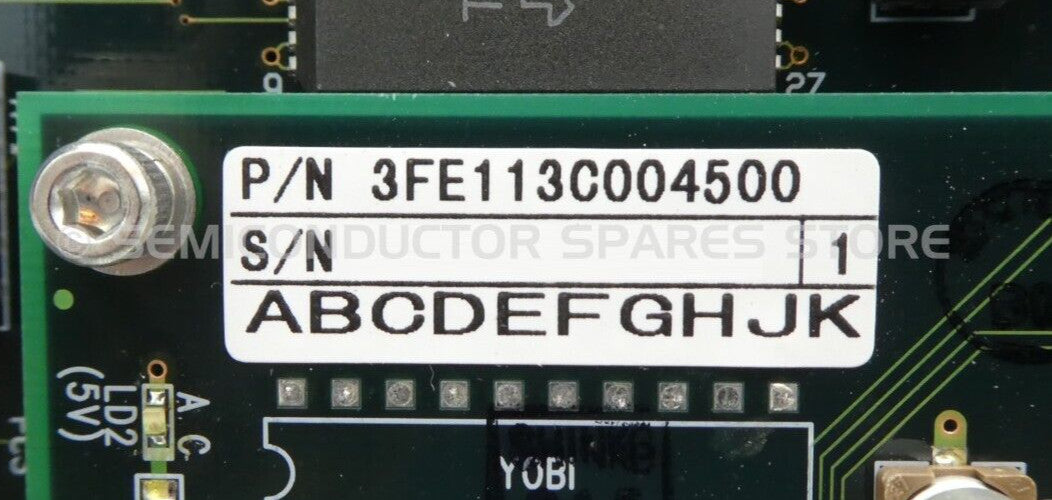 9
27
P/N 3FE113C004500
© SEMICONDUCTOR SPARES STORE
S/N 1
ABCDEFGHJK
A
C
LD2
(5V)
YOBI